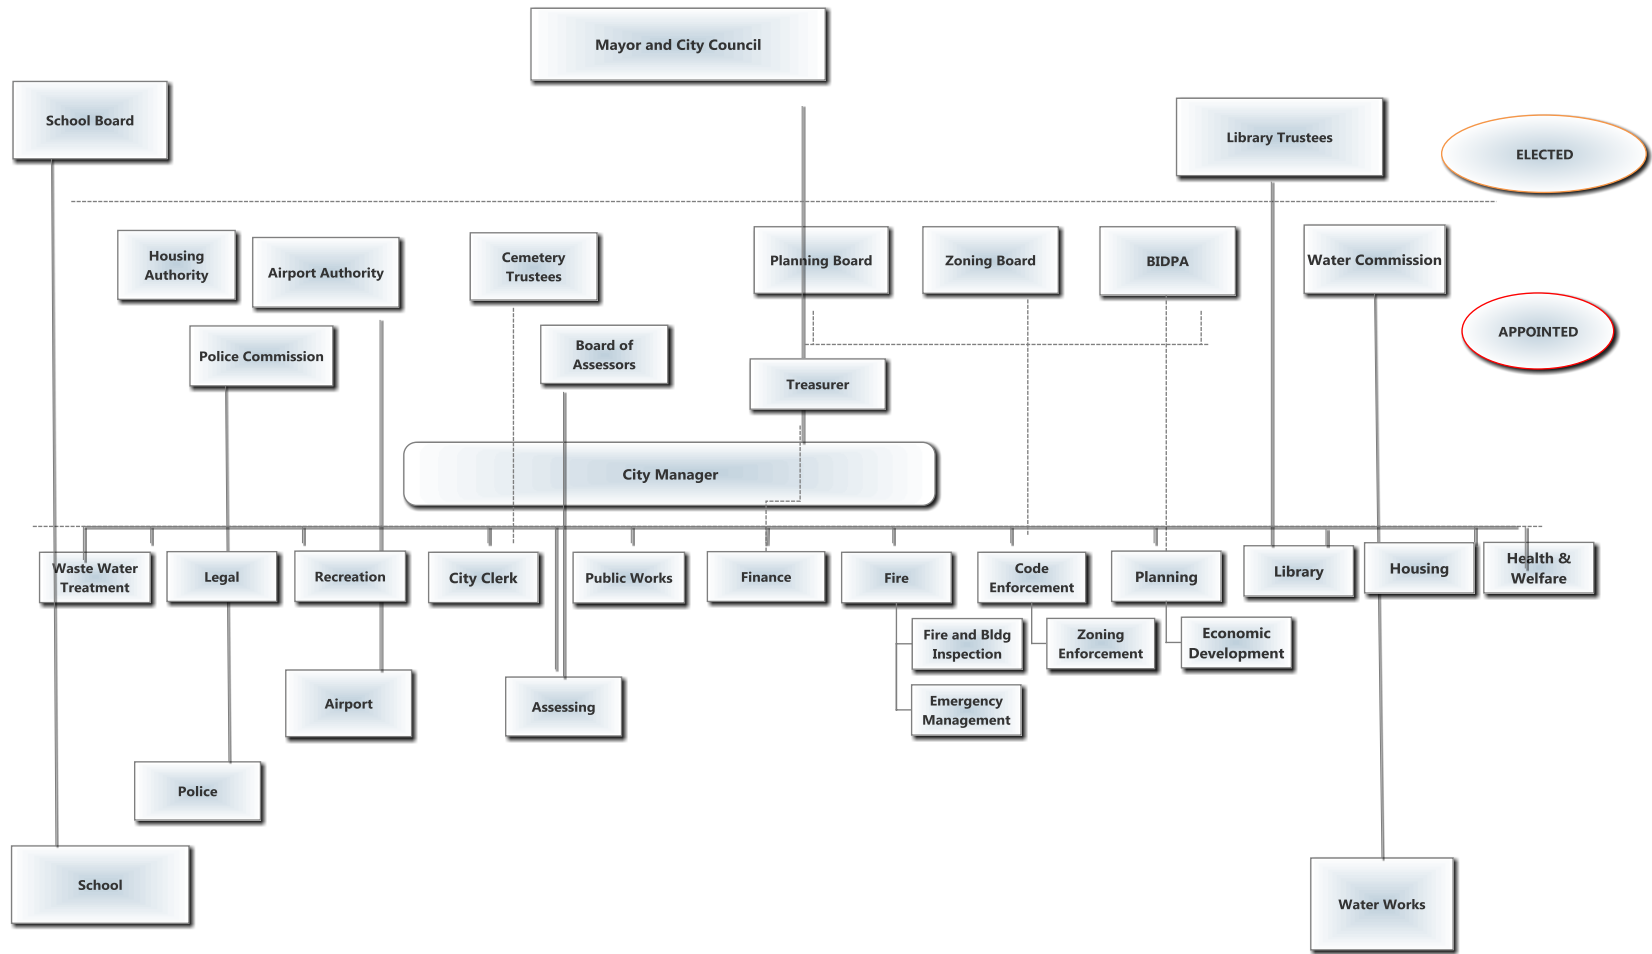 Mayor and City Council
School Board
Library Trustees
ELECTED
Housing
Authority
Airport Authority
Cemetery
Trustees
Planning Board
Zoning Board
BIDPA
Water Commission
APPOINTED
Police Commission
Board of
Assessors
Treasurer
City Manager
Waste Water
Treatment
Legal
Recreation
City Clerk
Public Works
Finance
Fire
Code
Enforcement
Planning
Library
Housing
Health &
Welfare
Fire and Bldg
Inspection
Zoning
Enforcement
Economic
Development
Emergency
Management
Airport
Assessing
Police
School
Water Works